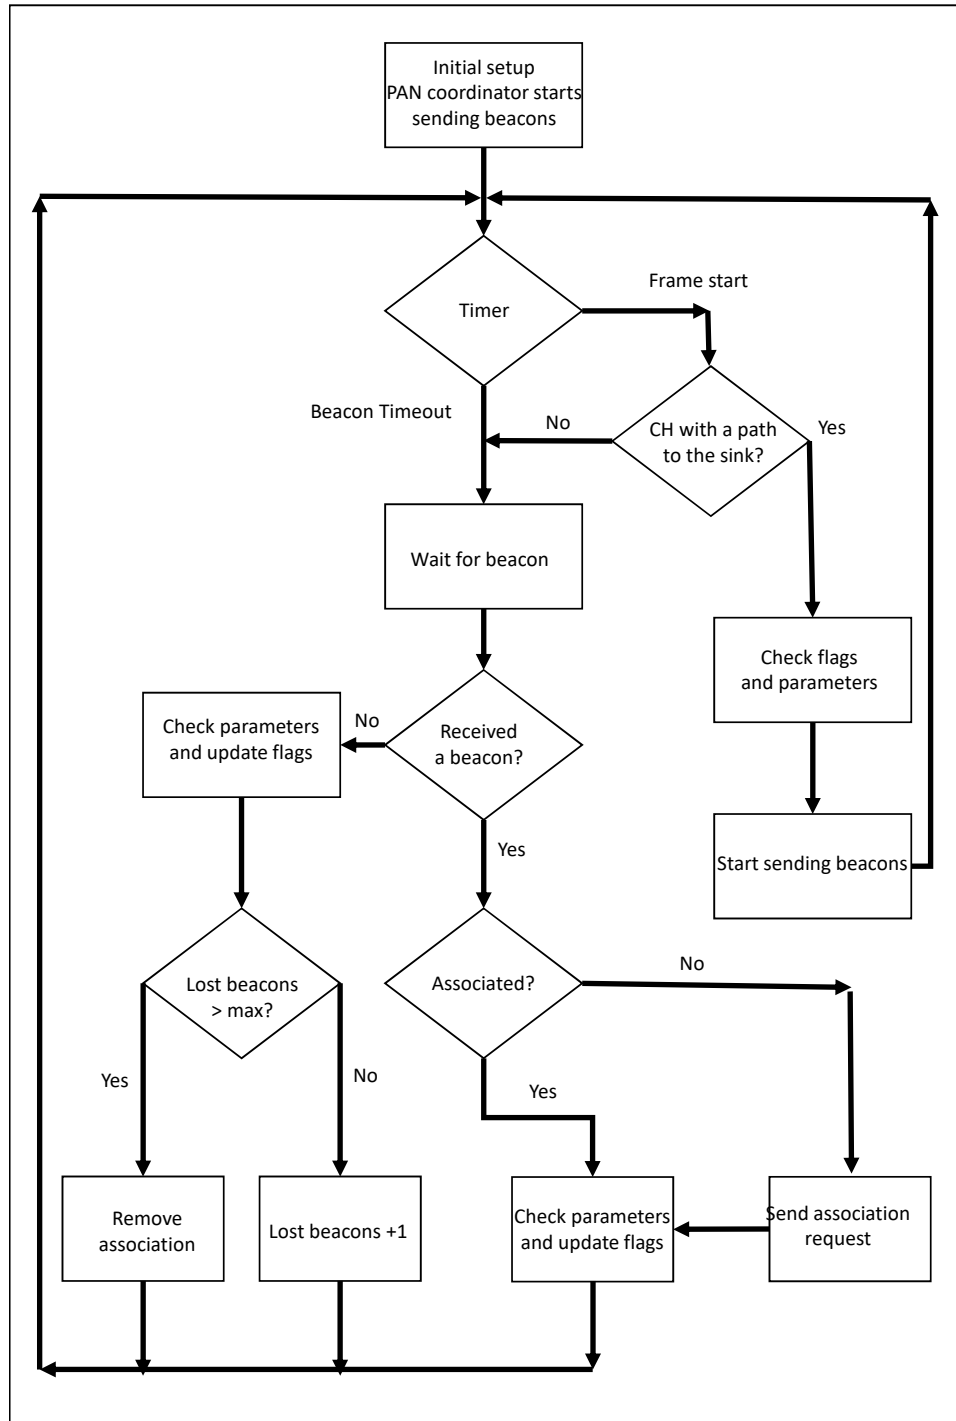 Initial setup
PAN coordinator starts
sending beacons
Frame start
Timer
Beacon Timeout
No
Yes
CH with a path
to the sink?
Wait for beacon
Check flags
and parameters
Check parameters
and update flags
No
Received
a beacon?
Yes
Start sending beacons
No
Lost beacons
> max?
Associated?
Yes
No
Yes
Remove
association
Lost beacons +1
Check parameters
and update flags
Send association
request